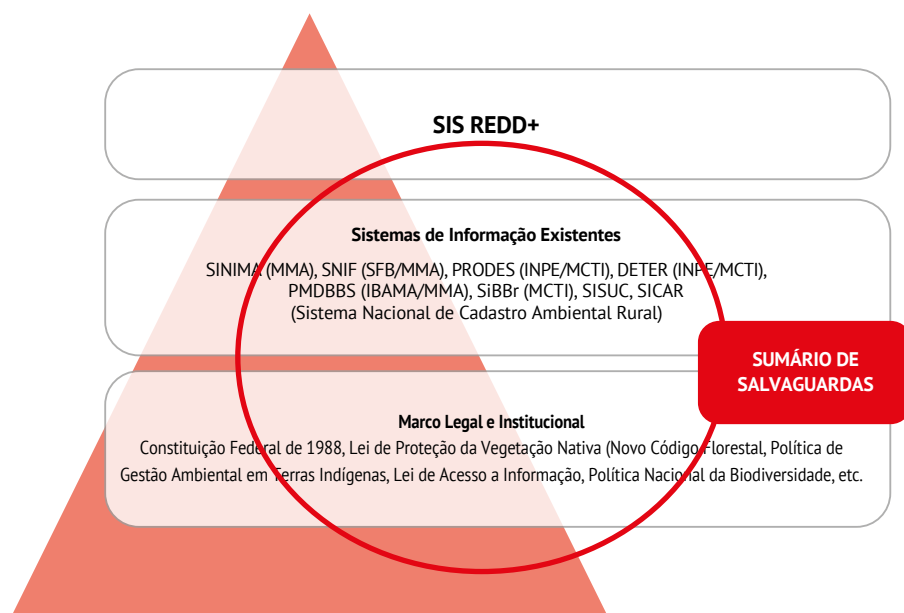 SIS REDD+
Sistemas de Informação Existentes
SINIMA (MMA), SNIF (SFB/MMA), PRODES (INPE/MCTI), DETER (INPE/MCTI),
PMDBBS (IBAMA/MMA), SiBBr (MCTI), SISUC, SICAR
(Sistema Nacional de Cadastro Ambiental Rural)
SUMÁRIO DE
SALVAGUARDAS
Marco Legal e Institucional
Constituição Federal de 1988, Lei de Proteção da Vegetação Nativa (Novo Código Florestal, Política de
Gestão Ambiental em Terras Indígenas, Lei de Acesso a Informação, Política Nacional da Biodiversidade, etc.